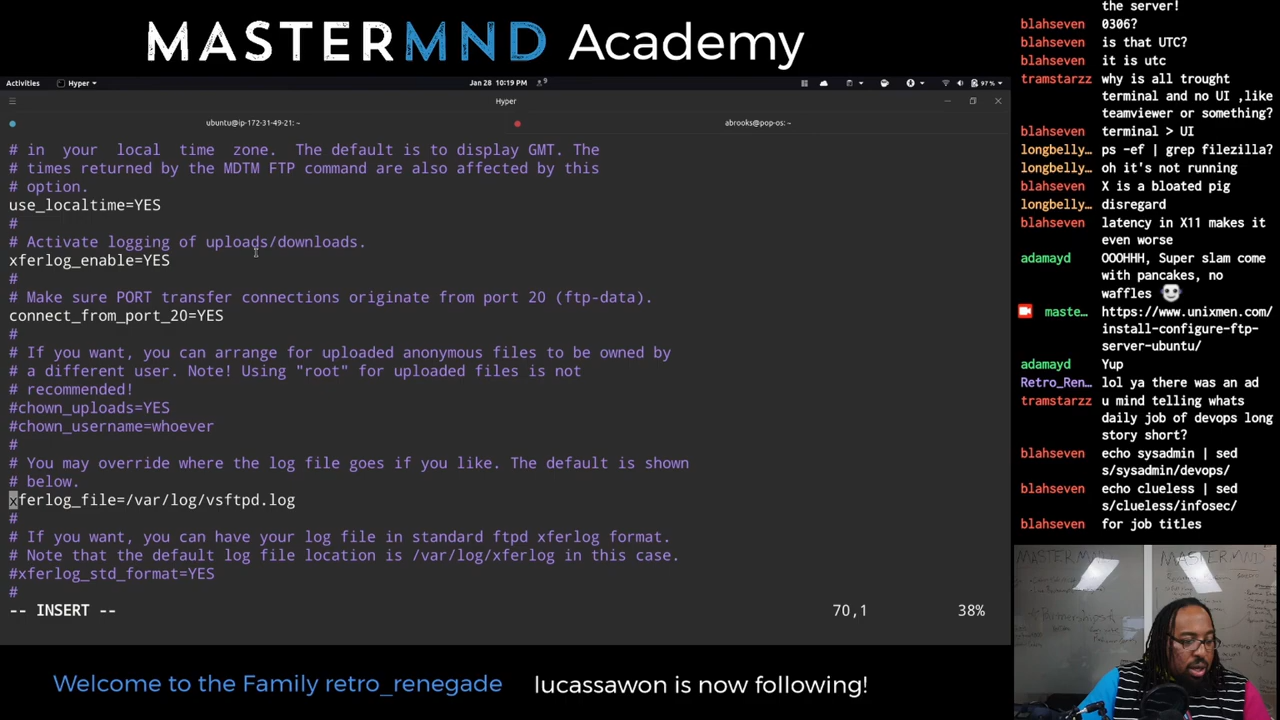 MASTERMND Academy
Activities
Hyper
Jan 28 10:19 PM
97 %
Hyper
ubuntu@ip-172-31-49-21: ~
abrooks@pop-os: ~
# in your local time zone. The default is to display GMT. The
# times returned by the MDTM FTP command are also affected by this
# option.
use_localtime=YES
#
# Activate logging of uploads/downloads.
xferlog_enable=YES
#
# Make sure PORT transfer connections originate from port 20 (ftp-data).
connect_from_port_20=YES
#
# If you want, you can arrange for uploaded anonymous files to be owned by
# a different user. Note! Using "root" for uploaded files is not
# recommended!
#chown_uploads=YES
#chown_username=whoever
#
# You may override where the log file goes if you like. The default is shown
# below.
xferlog_file=/var/log/vsftpd.log
#
# If you want, you can have your log file in standard ftpd xferlog format.
# Note that the default log file location is /var/log/xferlog in this case.
#xferlog_std_format=YES
#
-- INSERT --
70,1
38%
the server!
blahseven 0306?
blahseven is that UTC?
blahseven it is utc
tramstarzz why is all trought
terminal and no UI ,like
teamviewer or something?
blahseven terminal > UI
longbelly… ps -ef | grep filezilla?
longbelly… oh it's not running
blahseven X is a bloated pig
longbelly… disregard
blahseven latency in X11 makes it
even worse
adamayd OOOHHH, Super slam come
with pancakes, no
waffles
maste… https://www.unixmen.com/
install-configure-ftp-
server-ubuntu/
adamayd Yup
Retro_Ren… lol ya there was an ad
tramstarzz u mind telling whats
daily job of devops long
story short?
blahseven echo sysadmin | sed
s/sysadmin/devops/
blahseven echo clueless | sed
s/clueless/infosec/
blahseven for job titles
MASTERMND
Welcome to the Family retro_renegade
lucassawon is now following!